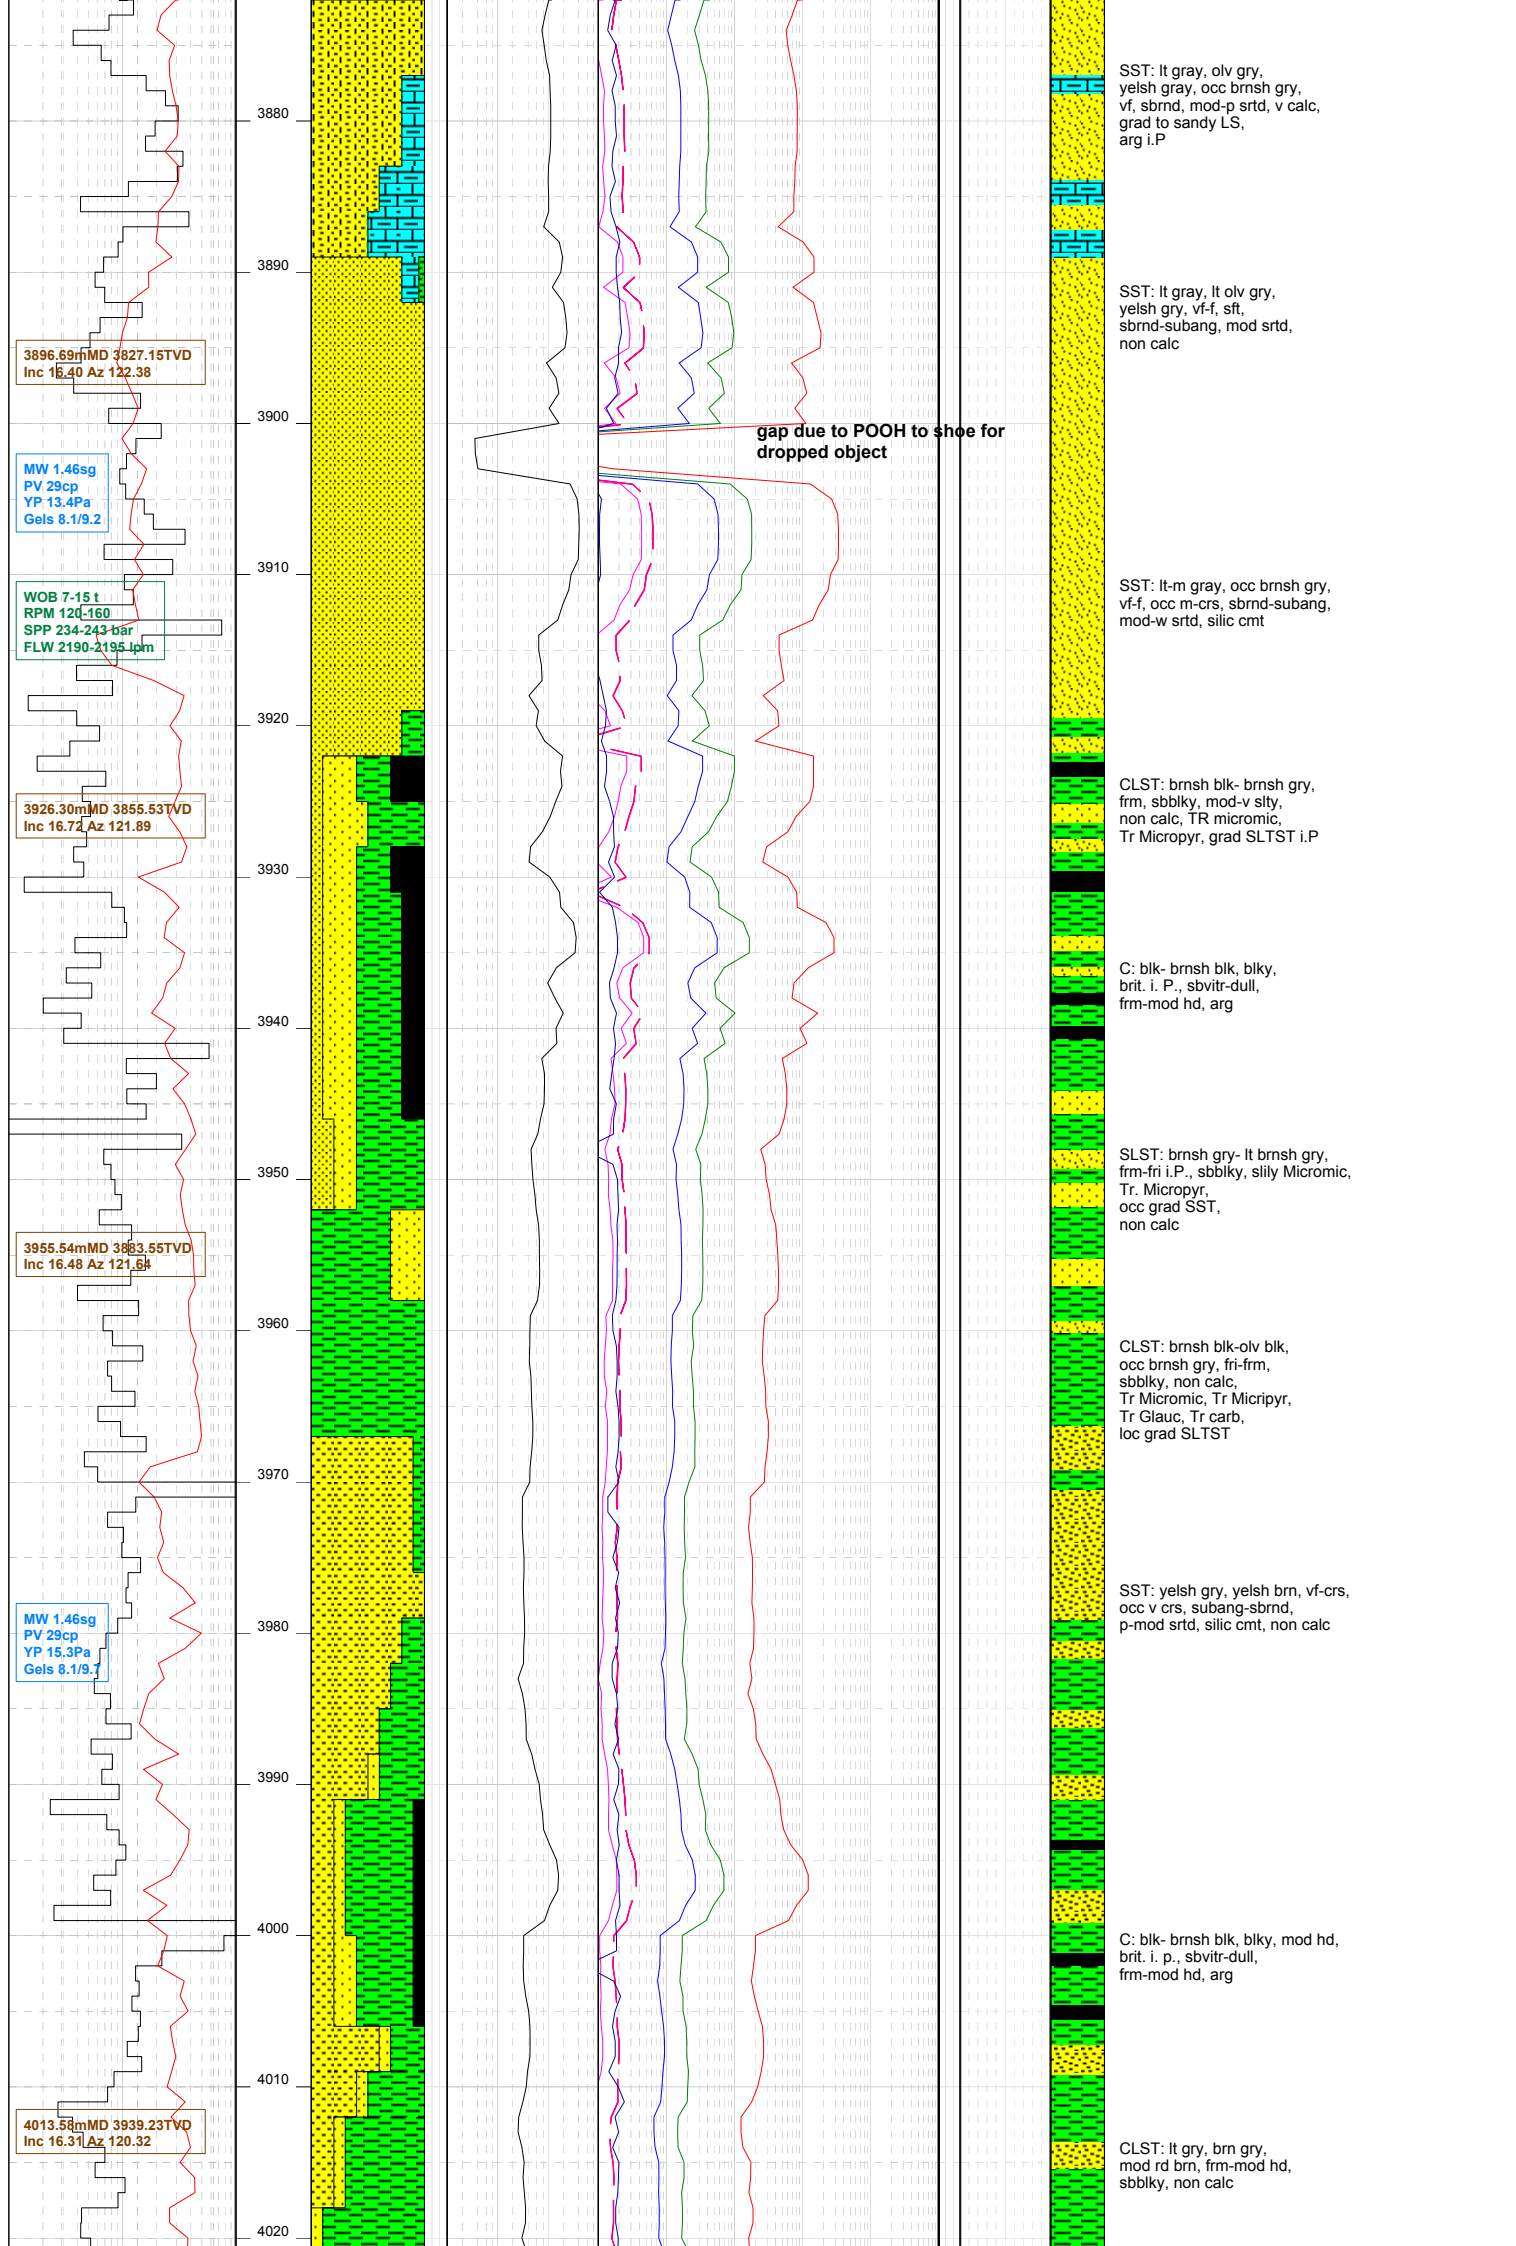 SST: lt gray, olv gry,
yelsh gray, occ brnsh gry,
vf, sbrnd, mod-p srtd, v calc,
grad to sandy LS,
arg i.P
3880
3890
SST: lt gray, lt olv gry,
yelsh gry, vf-f, sft,
sbrnd-subang, mod srtd,
non calc
3896.69mMD 3827.15TVD
Inc 16.40 Az 122.38
3900
gap due to POOH to shoe for
dropped object
MW 1.46sg
PV 29cp
YP 13.4Pa
Gels 8.1/9.2
3910
WOB 7-15 t
RPM 120-160
SPP 234-243 bar
FLW 2190-2195 lpm
SST: lt-m gray, occ brnsh gry,
vf-f, occ m-crs, sbrnd-subang,
mod-w srtd, silic cmt
3920
CLST: brnsh blk- brnsh gry,
frm, sbblky, mod-v slty,
non calc, TR micromic,
Tr Micropyr, grad SLTST i.P
3926.30mMD 3855.53TVD
Inc 16.72 Az 121.89
3930
C: blk- brnsh blk, blky,
brit. i. P., sbvitr-dull,
frm-mod hd, arg
3940
3950
SLST: brnsh gry- lt brnsh gry,
frm-fri i.P., sbblky, slily Micromic,
Tr. Micropyr,
occ grad SST,
non calc
3955.54mMD 3883.55TVD
Inc 16.48 Az 121.64
3960
CLST: brnsh blk-olv blk,
occ brnsh gry, fri-frm,
sbblky, non calc,
Tr Micromic, Tr Micripyr,
Tr Glauc, Tr carb,
loc grad SLTST
3970
SST: yelsh gry, yelsh brn, vf-crs,
occ v crs, subang-sbrnd,
p-mod srtd, silic cmt, non calc
MW 1.46sg
PV 29cp
YP 15.3Pa
Gels 8.1/9.7
3980
3990
4000
C: blk- brnsh blk, blky, mod hd,
brit. i. p., sbvitr-dull,
frm-mod hd, arg
4010
4013.58mMD 3939.23TVD
Inc 16.31 Az 120.32
CLST: lt gry, brn gry,
mod rd brn, frm-mod hd,
sbblky, non calc
4020